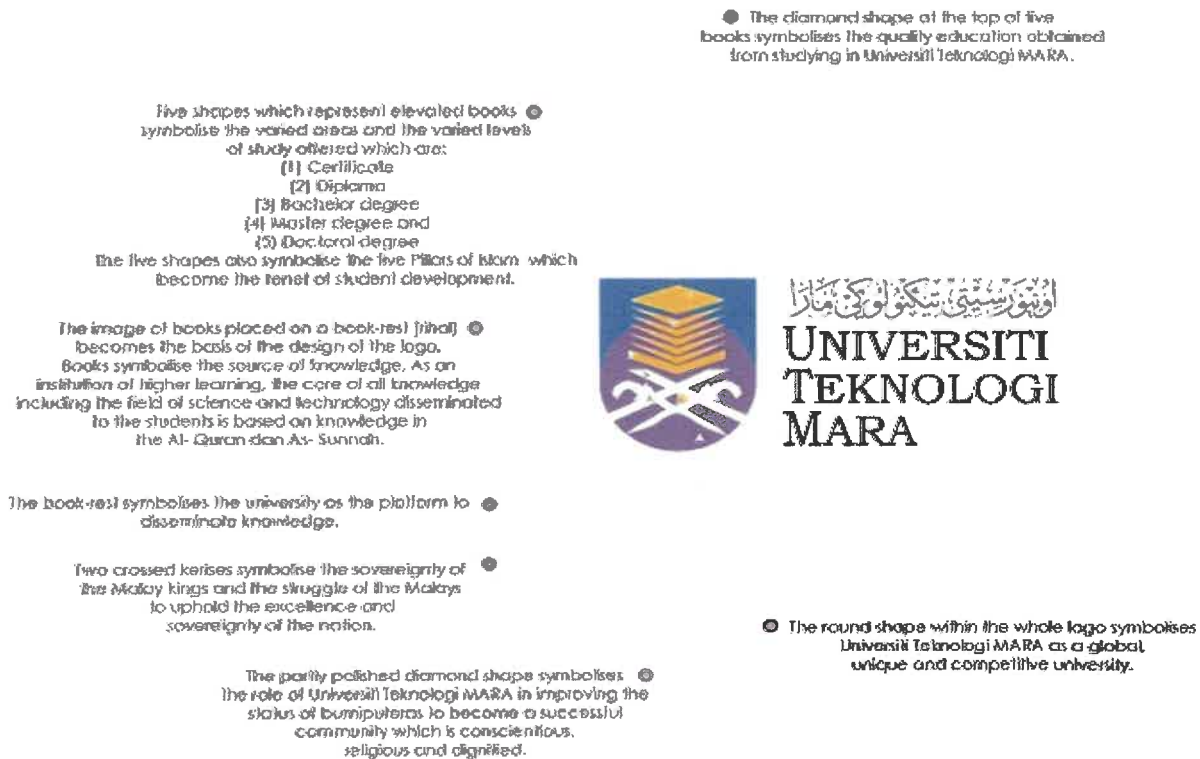 The diamond shape at the top of five
books symbolises the quality education obtained
from studying in Universiti Teknologi MARA.
Five shapes which represent elevated books
symbolise the varied areas and the varied levels
of study offered which are:
(1) Certificate
(2) Diploma
(3) Bachelor degree
(4) Master degree and
(5) Doctoral degree
The five shapes also symbolise the five Pillars of Islam which
become the tenet of student development.
The image of books placed on a book-rest (rihal)
becomes the basis of the design of the logo.
Books symbolise the source of knowledge. As an
institution of higher learning, the core of all knowledge
including the field of science and technology disseminated
to the students is based on knowledge in
the Al- Quran dan As- Sunnah.
اونيۏرسيتي تيكنولوݢي مارا
UNIVERSITI
TEKNOLOGI
MARA
The book-rest symbolises the university as the platform to
disseminate knowledge.
Two crossed kerises symbolise the sovereignty of
the Malay kings and the struggle of the Malays
to uphold the excellence and
sovereignty of the nation.
The round shape within the whole logo symbolises
Universiti Teknologi MARA as a global,
unique and competitive university.
The partly polished diamond shape symbolises
the role of Universiti Teknologi MARA in improving the
status of bumiputeras to become a successful
community which is conscientious,
religious and dignified.